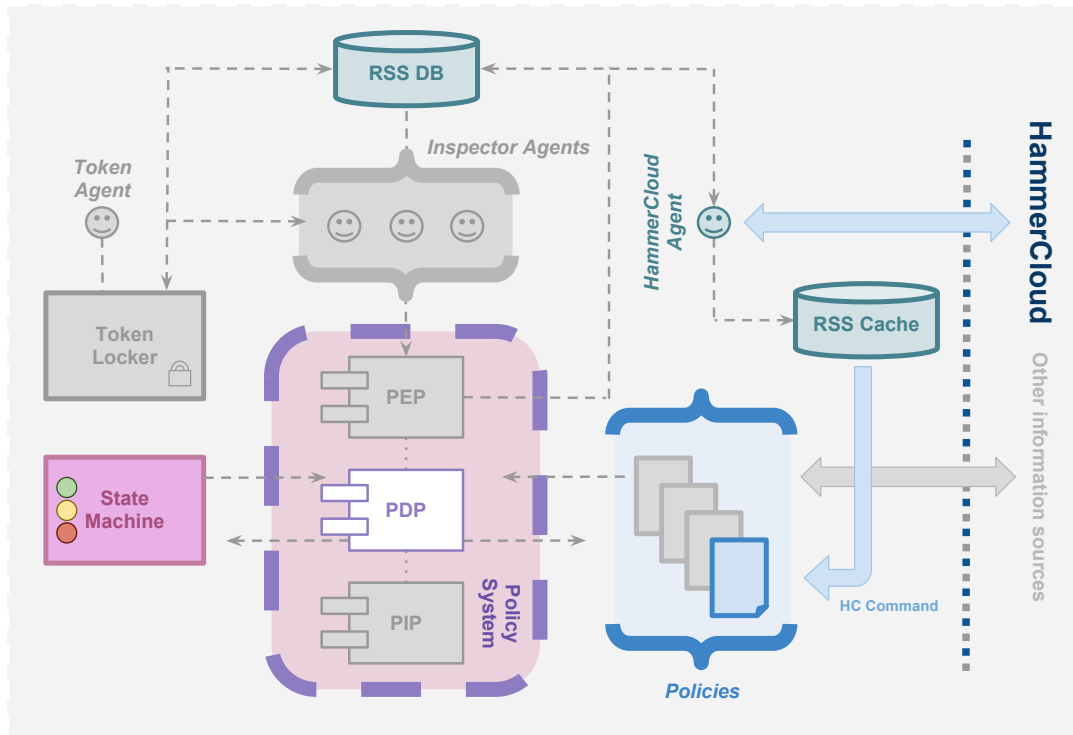 RSS DB
Inspector Agents
Token
Agent
HammerCloud
Agent
HammerCloud
Token
Locker
RSS Cache
Other information sources
PEP
State
Machine
PDP
PIP
Policy
System
HC Command
Policies